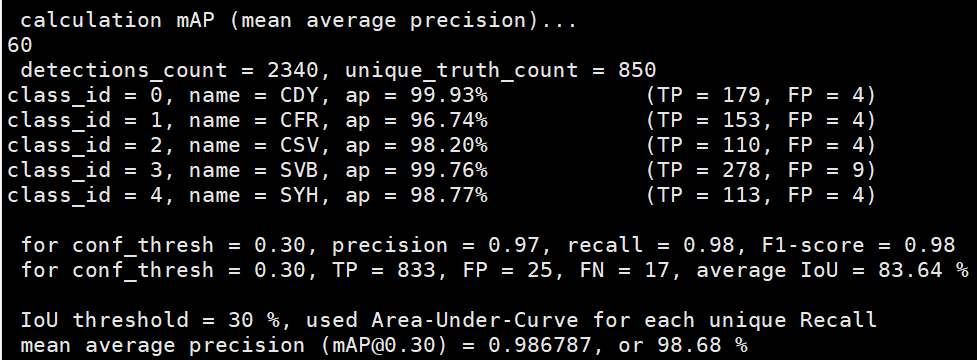 calculation mAP (mean average precision)...
60
detections_count = 2340, unique_truth_count = 850
class_id = 0, name = CDY, ap = 99.93% (TP = 179, FP = 4)
class_id = 1, name = CFR, ap = 96.74% (TP = 153, FP = 4)
class_id = 2, name = CSV, ap = 98.20% (TP = 110, FP = 4)
class_id = 3, name = SVB, ap = 99.76% (TP = 278, FP = 9)
class_id = 4, name = SYH, ap = 98.77% (TP = 113, FP = 4)
for conf_thresh = 0.30, precision = 0.97, recall = 0.98, F1-score = 0.98
for conf_thresh = 0.30, TP = 833, FP = 25, FN = 17, average IoU = 83.64 %
IoU threshold = 30 %, used Area-Under-Curve for each unique Recall
mean average precision (mAP@0.30) = 0.986787, or 98.68 %